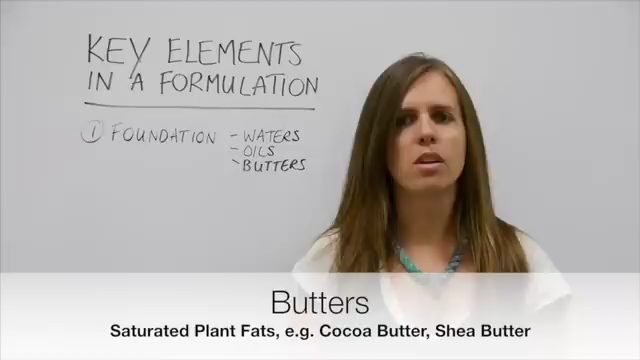 KEY ELEMENTS
IN A FORMULATION
① FOUNDATION - WATERS
- OILS
- BUTTERS
Butters
Saturated Plant Fats, e.g. Cocoa Butter, Shea Butter